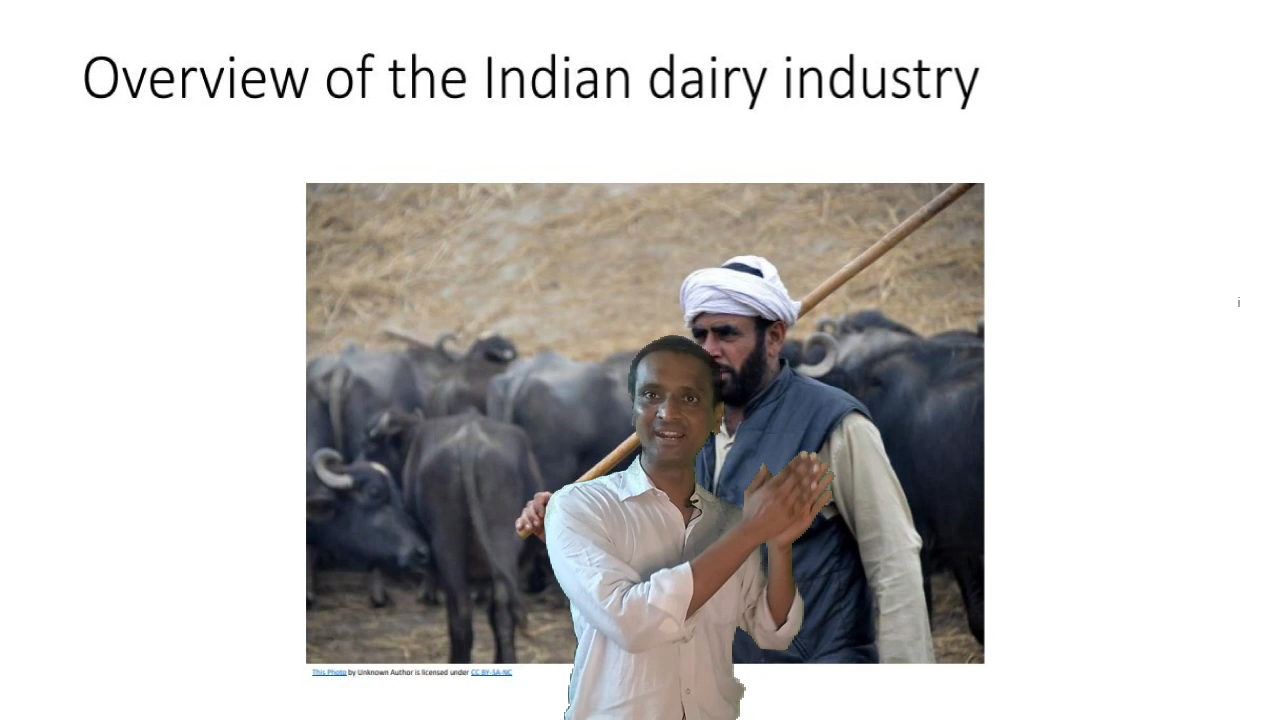 Overview of the Indian dairy industry
i
This Photo by Unknown Author is licensed under CC BY-SA-NC